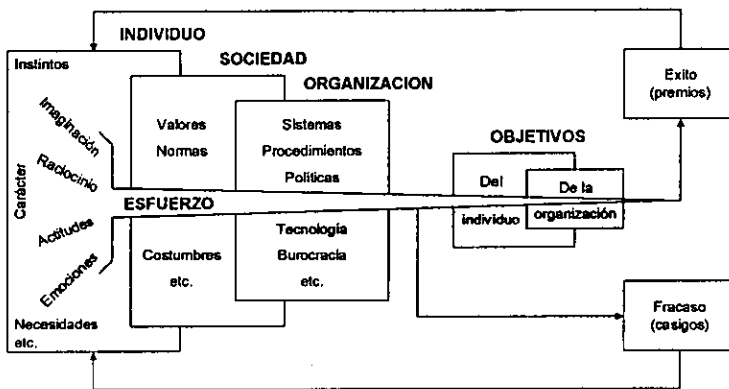 INDIVIDUO
Instintos
Imaginación
Raciocinio
Carácter
Actitudes
Emociones
Necesidades
etc.
SOCIEDAD
Valores
Normas
ESFUERZO
Costumbres
etc.
ORGANIZACION
Sistemas
Procedimientos
Políticas
Tecnología
Burocracia
etc.
OBJETIVOS
Del
individuo
De la
organización
Exito
(premios)
Fracaso
(casigos)